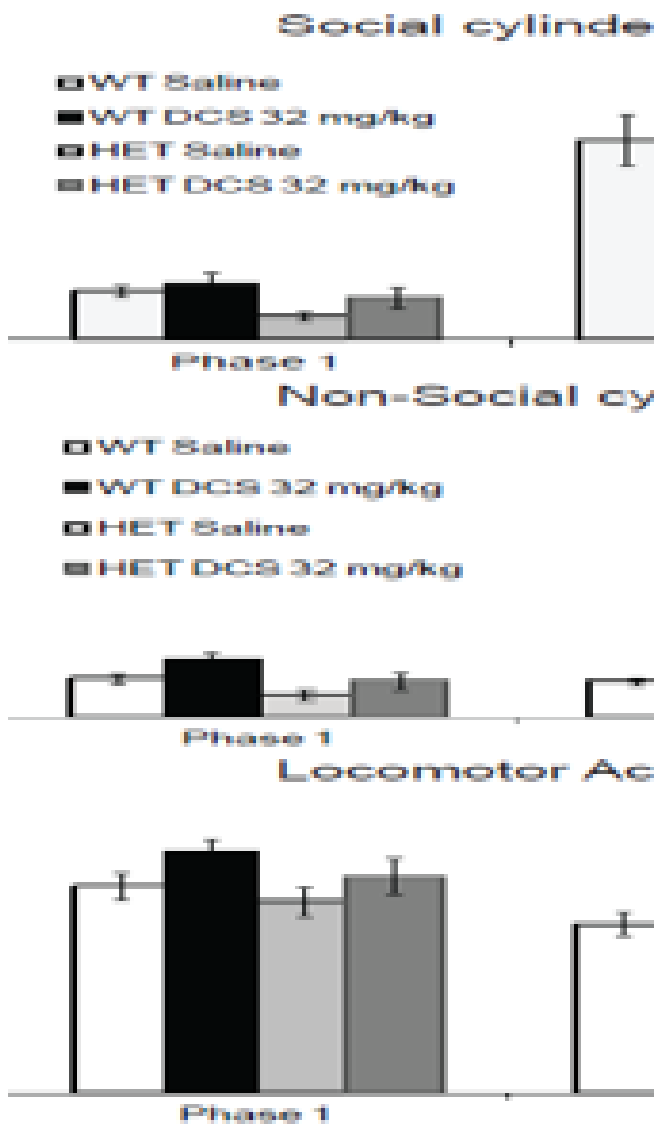 Social cylinde
WT Saline
WT DCS 32 mg/kg
HET Saline
HET DCS 32 mg/kg
Phase 1
Non-Social cy
WT Saline
WT DCS 32 mg/kg
HET Saline
HET DCS 32 mg/kg
Phase 1
Locomotor Ac
Phase 1